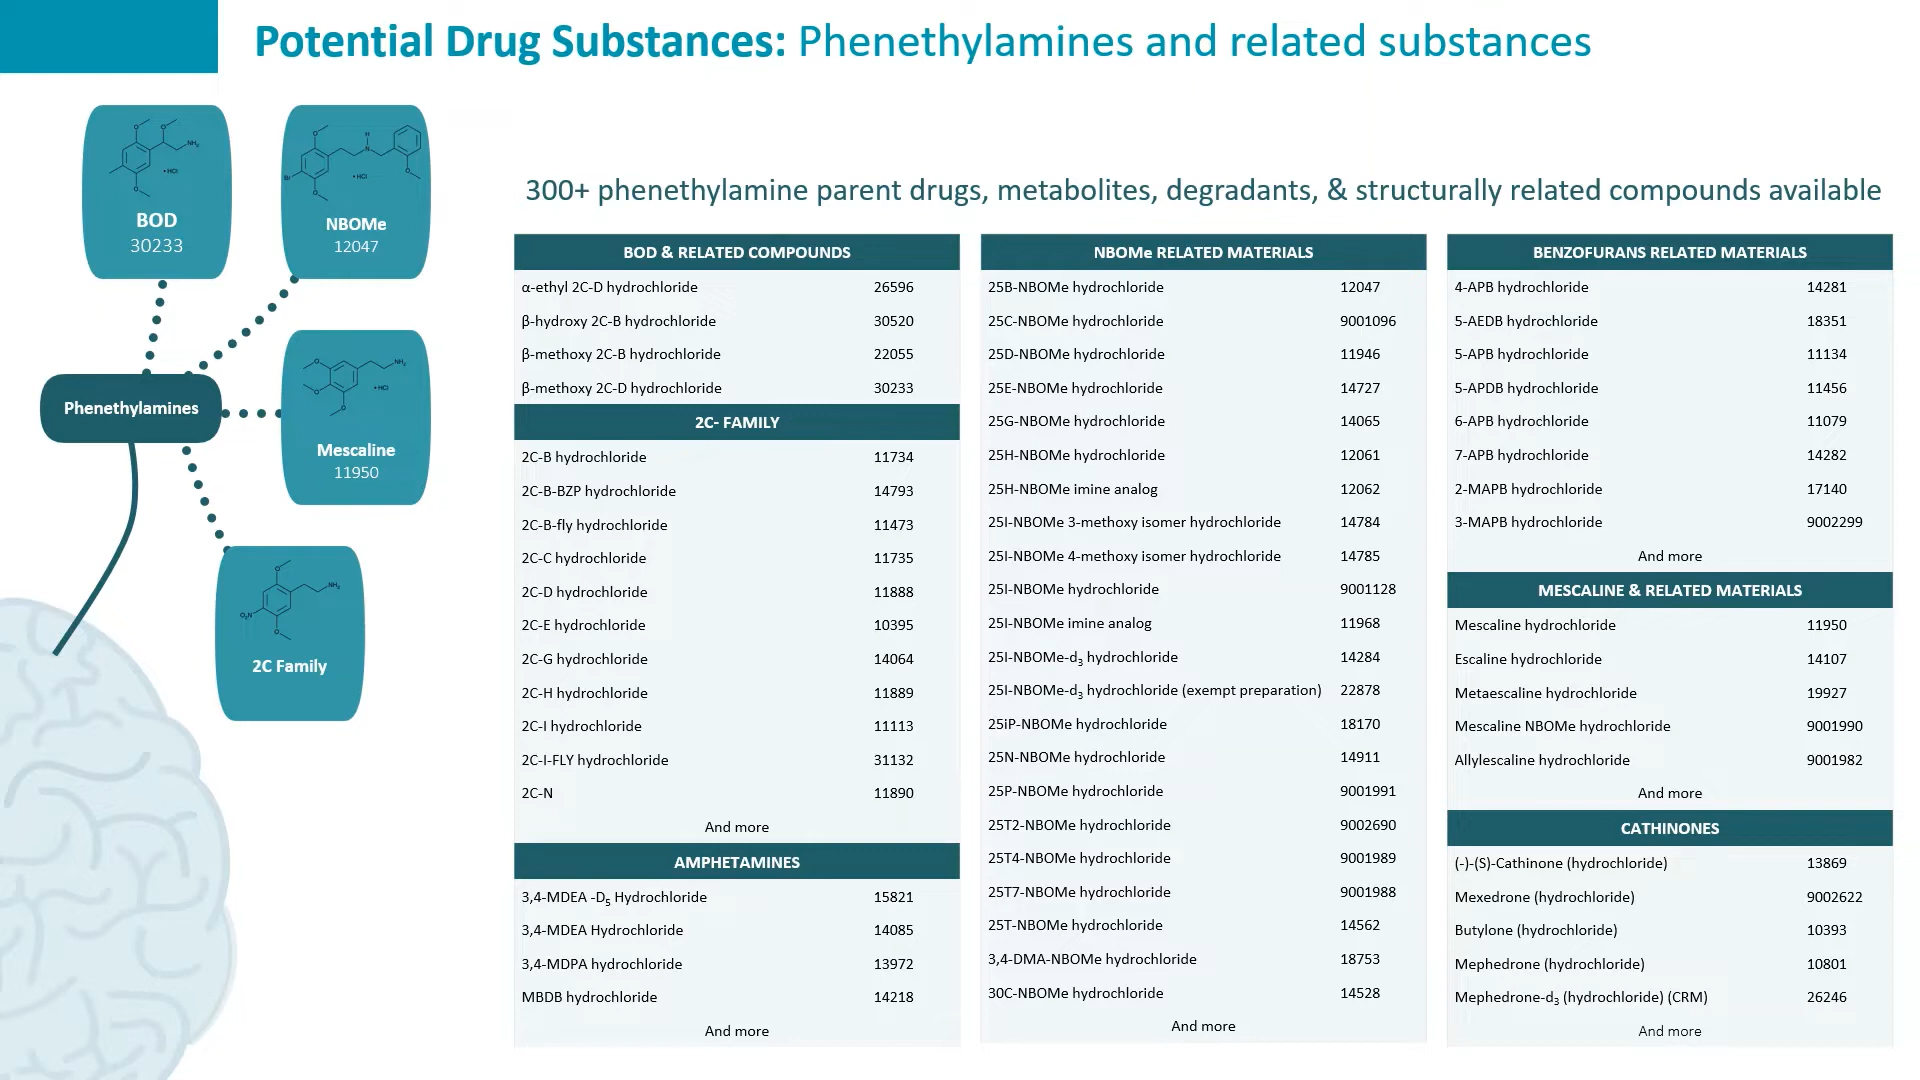 Potential Drug Substances: Phenethylamines and related substances
BOD
30233
NBOMe
12047
Phenethylamines
Mescaline
11950
2C Family
NH₂
• HCl
H
N
Br
• HCl
NH₂
• HCl
NH₂
O₂N
300+ phenethylamine parent drugs, metabolites, degradants, & structurally related compounds available
BOD & RELATED COMPOUNDS
α-ethyl 2C-D hydrochloride 26596
β-hydroxy 2C-B hydrochloride 30520
β-methoxy 2C-B hydrochloride 22055
β-methoxy 2C-D hydrochloride 30233
2C- FAMILY
2C-B hydrochloride 11734
2C-B-BZP hydrochloride 14793
2C-B-fly hydrochloride 11473
2C-C hydrochloride 11735
2C-D hydrochloride 11888
2C-E hydrochloride 10395
2C-G hydrochloride 14064
2C-H hydrochloride 11889
2C-I hydrochloride 11113
2C-I-FLY hydrochloride 31132
2C-N 11890
And more
AMPHETAMINES
3,4-MDEA -D₅ Hydrochloride 15821
3,4-MDEA Hydrochloride 14085
3,4-MDPA hydrochloride 13972
MBDB hydrochloride 14218
And more
NBOMe RELATED MATERIALS
25B-NBOMe hydrochloride 12047
25C-NBOMe hydrochloride 9001096
25D-NBOMe hydrochloride 11946
25E-NBOMe hydrochloride 14727
25G-NBOMe hydrochloride 14065
25H-NBOMe hydrochloride 12061
25H-NBOMe imine analog 12062
25I-NBOMe 3-methoxy isomer hydrochloride 14784
25I-NBOMe 4-methoxy isomer hydrochloride 14785
25I-NBOMe hydrochloride 9001128
25I-NBOMe imine analog 11968
25I-NBOMe-d₃ hydrochloride 14284
25I-NBOMe-d₃ hydrochloride (exempt preparation) 22878
25iP-NBOMe hydrochloride 18170
25N-NBOMe hydrochloride 14911
25P-NBOMe hydrochloride 9001991
25T2-NBOMe hydrochloride 9002690
25T4-NBOMe hydrochloride 9001989
25T7-NBOMe hydrochloride 9001988
25T-NBOMe hydrochloride 14562
3,4-DMA-NBOMe hydrochloride 18753
30C-NBOMe hydrochloride 14528
And more
BENZOFURANS RELATED MATERIALS
4-APB hydrochloride 14281
5-AEDB hydrochloride 18351
5-APB hydrochloride 11134
5-APDB hydrochloride 11456
6-APB hydrochloride 11079
7-APB hydrochloride 14282
2-MAPB hydrochloride 17140
3-MAPB hydrochloride 9002299
And more
MESCALINE & RELATED MATERIALS
Mescaline hydrochloride 11950
Escaline hydrochloride 14107
Metaescaline hydrochloride 19927
Mescaline NBOMe hydrochloride 9001990
Allylescaline hydrochloride 9001982
And more
CATHINONES
(-)-(S)-Cathinone (hydrochloride) 13869
Mexedrone (hydrochloride) 9002622
Butylone (hydrochloride) 10393
Mephedrone (hydrochloride) 10801
Mephedrone-d₃ (hydrochloride) (CRM) 26246
And more